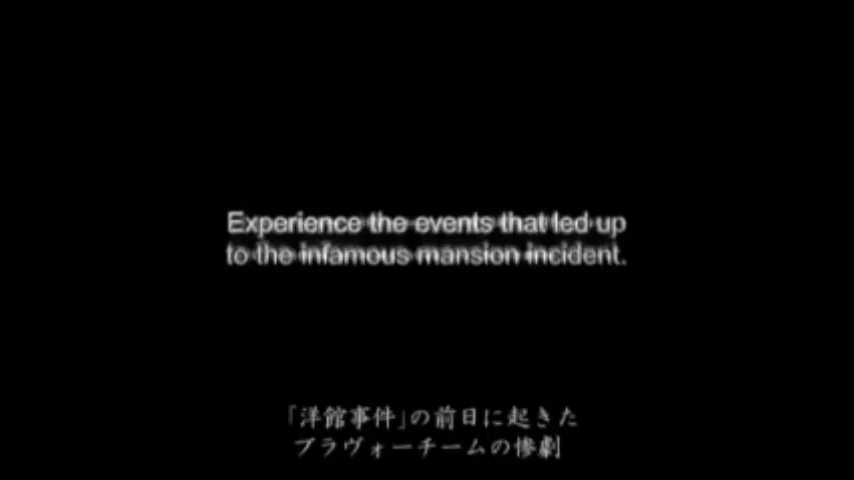 Experience the events that led up
to the infamous mansion incident.
「洋館事件」の前日に起きた
ブラヴォーチームの惨劇